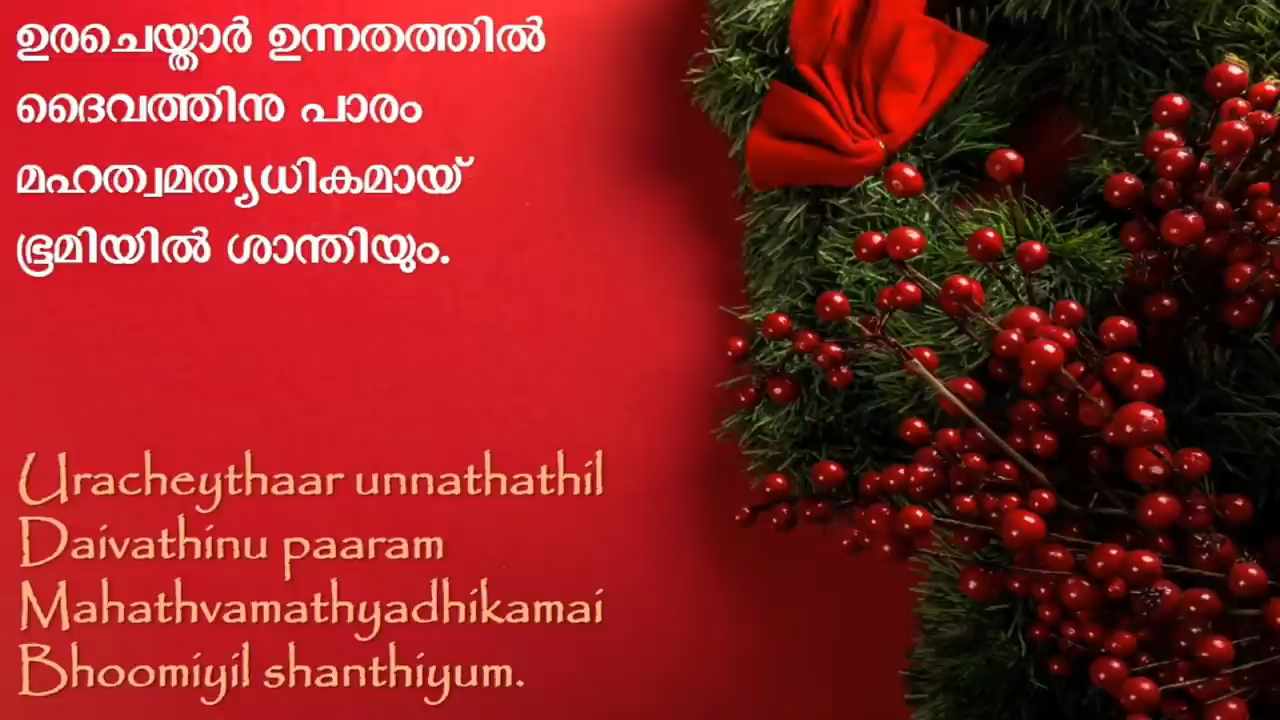 ഉരചെയ്താർ ഉന്നതത്തിൽ
ദൈവത്തിനു പാരം
മഹത്വമത്യധികമായ്
ഭൂമിയിൽ ശാന്തിയും.
Uracheythaar unnathathil
Daivathinu paaram
Mahathvamathyadhikamai
Bhoomiyil shanthiyum.